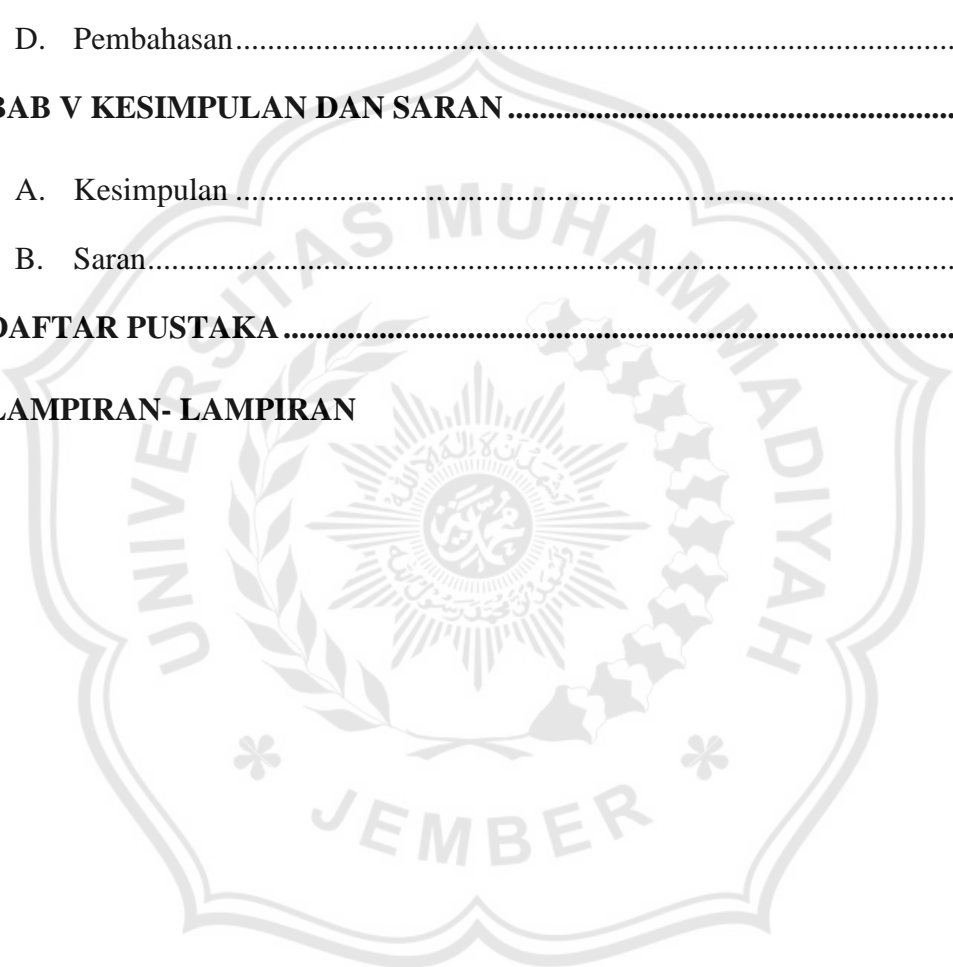 D. Pembahasan........................................................................................
BAB V KESIMPULAN DAN SARAN........................................................
A. Kesimpulan ........................................................................................
B. Saran...................................................................................................
DAFTAR PUSTAKA....................................................................................
LAMPIRAN- LAMPIRAN
UNIVERSITAS MUHAMMADIYAH
JEMBER